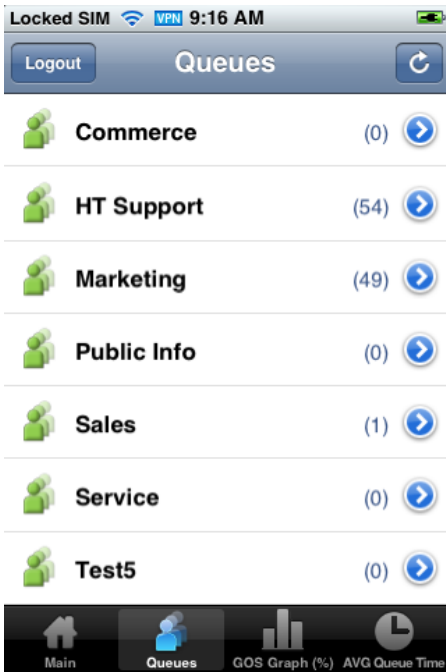 Locked SIM VPN 9:16 AM
Logout Queues
Commerce (0)
HT Support (54)
Marketing (49)
Public Info (0)
Sales (1)
Service (0)
Test5 (0)
Main Queues GOS Graph (%) AVG Queue Time